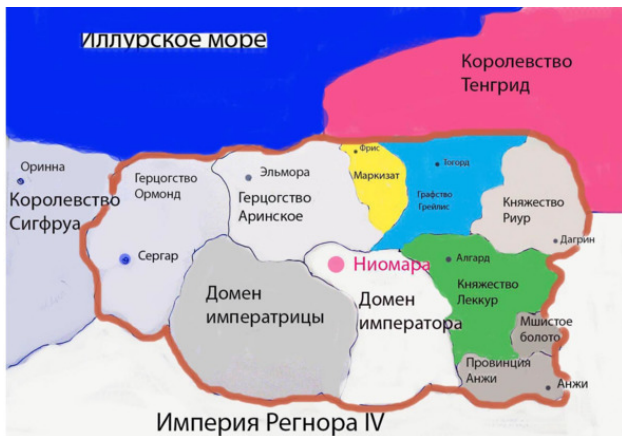 Иллурское море
Королевство
Тенгрид
Оринна
Королевство
Сигфруа
Герцогство
Ормонд
Сергар
Эльмора
Герцогство
Аринское
Фрис
Маркизат
Тогорд
Графство
Грейлис
Княжество
Риур
Дагрин
Домен
императрицы
Ниомара
Домен
императора
Алгард
Княжество
Леккур
Мшистое
болото
Провинция
Анжи
Анжи
Империя Регнора IV